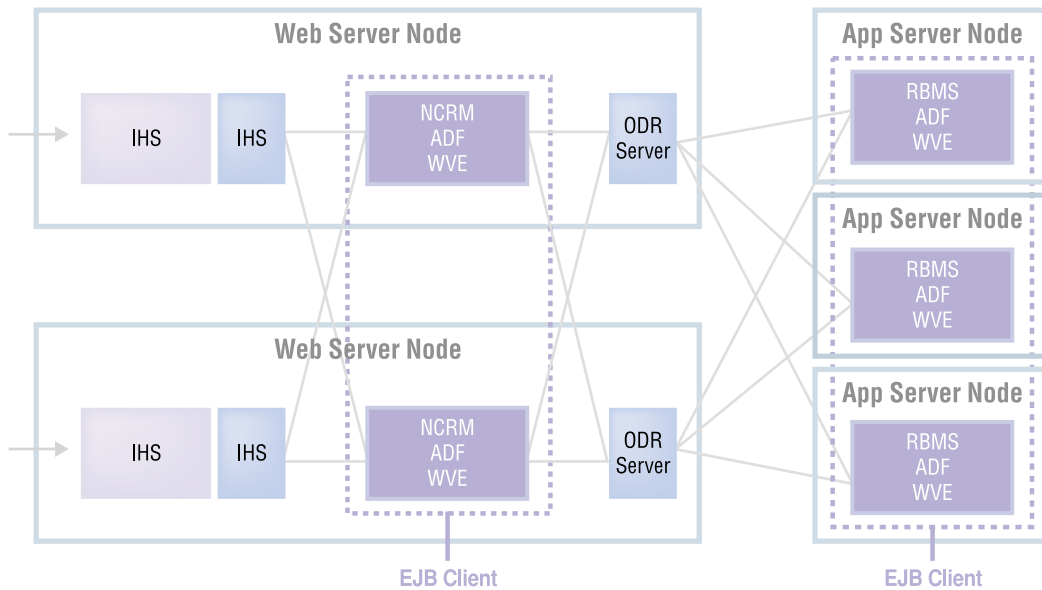 Web Server Node
IHS
IHS
NCRM
ADF
WVE
ODR
Server
Web Server Node
IHS
IHS
NCRM
ADF
WVE
ODR
Server
EJB Client
App Server Node
RBMS
ADF
WVE
App Server Node
RBMS
ADF
WVE
App Server Node
RBMS
ADF
WVE
EJB Client